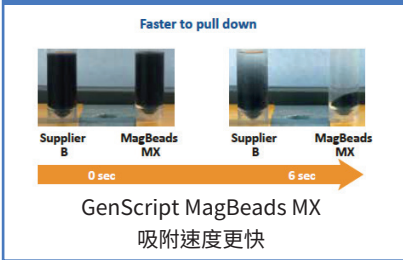 Faster to pull down
Supplier B
MagBeads MX
Supplier B
MagBeads MX
0 sec
6 sec
GenScript MagBeads MX
吸附速度更快